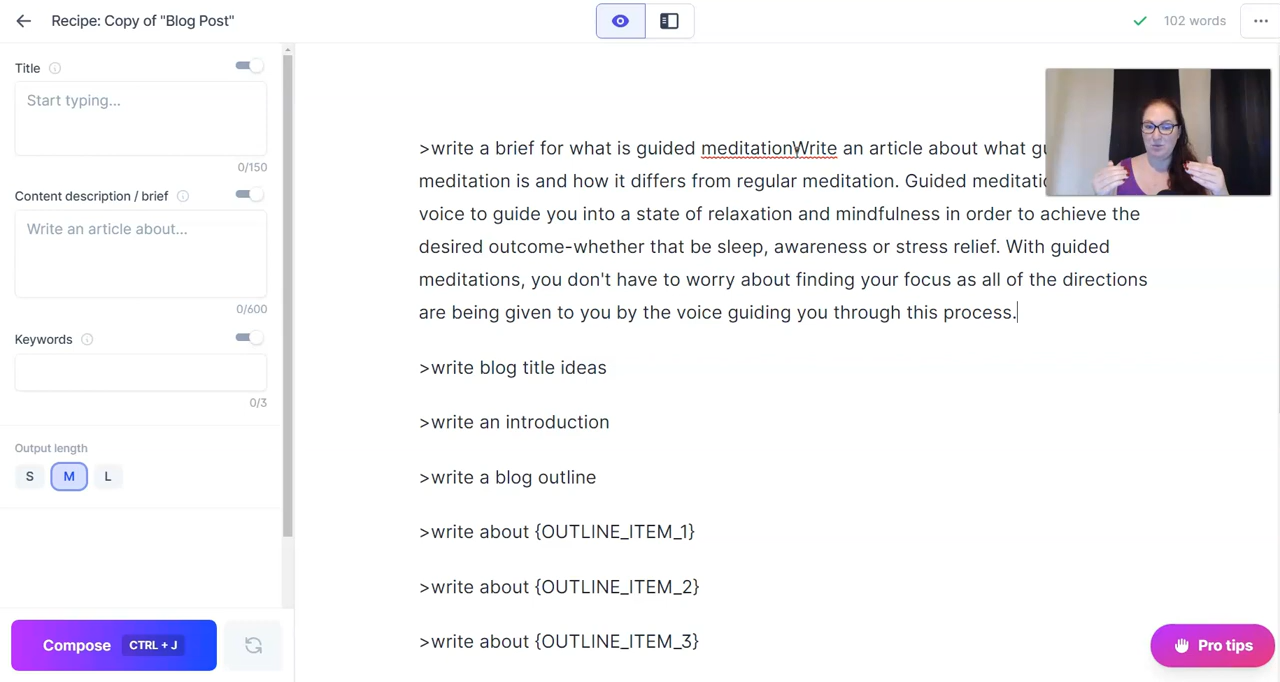 Recipe: Copy of "Blog Post"
102 words
Title
Start typing...
0/150
Content description / brief
Write an article about...
0/600
Keywords
0/3
Output length
S M L
Compose CTRL + J
>write a brief for what is guided meditationWrite an article about what
meditation is and how it differs from regular meditation. Guided
voice to guide you into a state of relaxation and mindfulness in order to achieve the
desired outcome-whether that be sleep, awareness or stress relief. With guided
meditations, you don't have to worry about finding your focus as all of the directions
are being given to you by the voice guiding you through this process.
>write blog title ideas
>write an introduction
>write a blog outline
>write about {OUTLINE_ITEM_1}
>write about {OUTLINE_ITEM_2}
>write about {OUTLINE_ITEM_3}
Pro tips